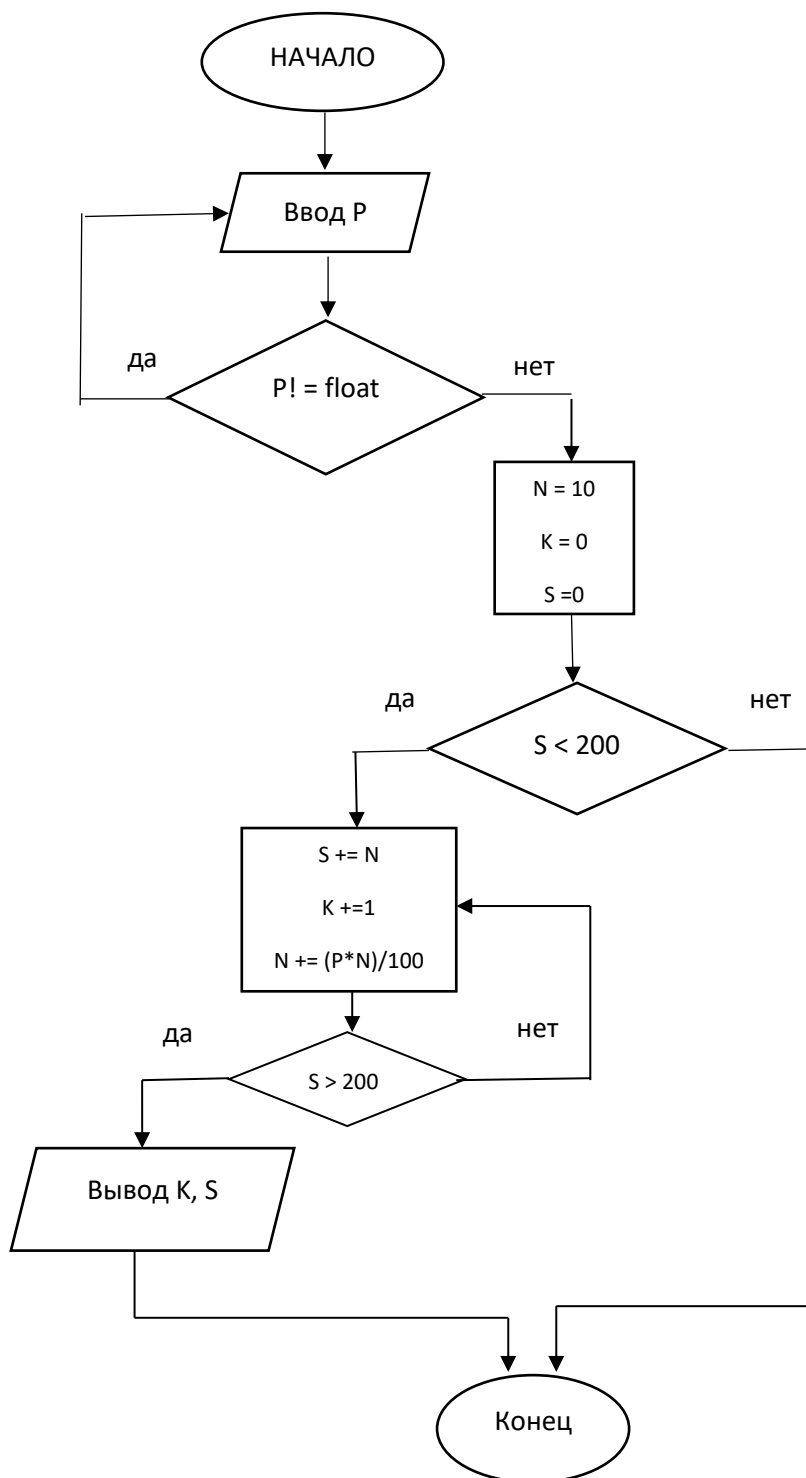 НАЧАЛО
Ввод P
да
P! = float
нет
N = 10
K = 0
S =0
да
S < 200
нет
S += N
K +=1
N += (P*N)/100
да
S > 200
нет
Вывод K, S
Конец